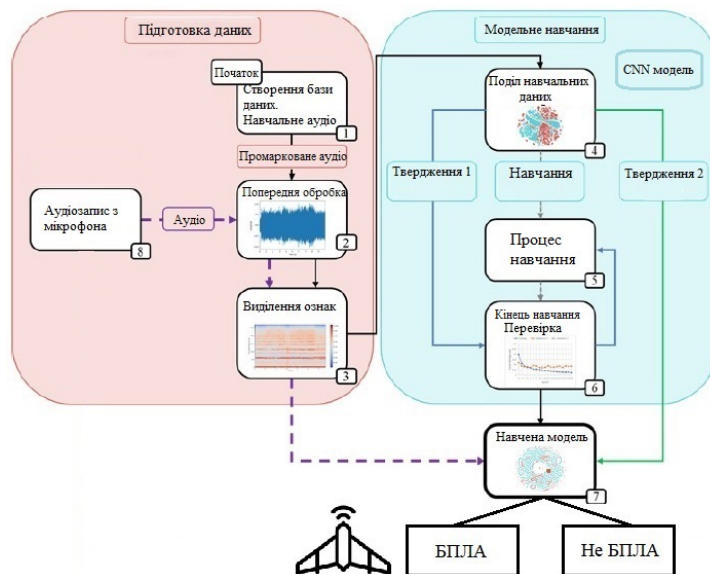 Підготовка даних
Початок
Створення бази
даних.
Навчальне аудіо
1
Промарковане аудіо
Попередня обробка
2
Аудіозапис з
мікрофона
8
Аудіо
Виділення ознак
3
Модельне навчання
CNN модель
Поділ навчальних
даних
4
Твердження 1
Навчання
Твердження 2
Процес
навчання
5
Кінець навчання
Перевірка
6
Навчена модель
7
БПЛА
Не БПЛА